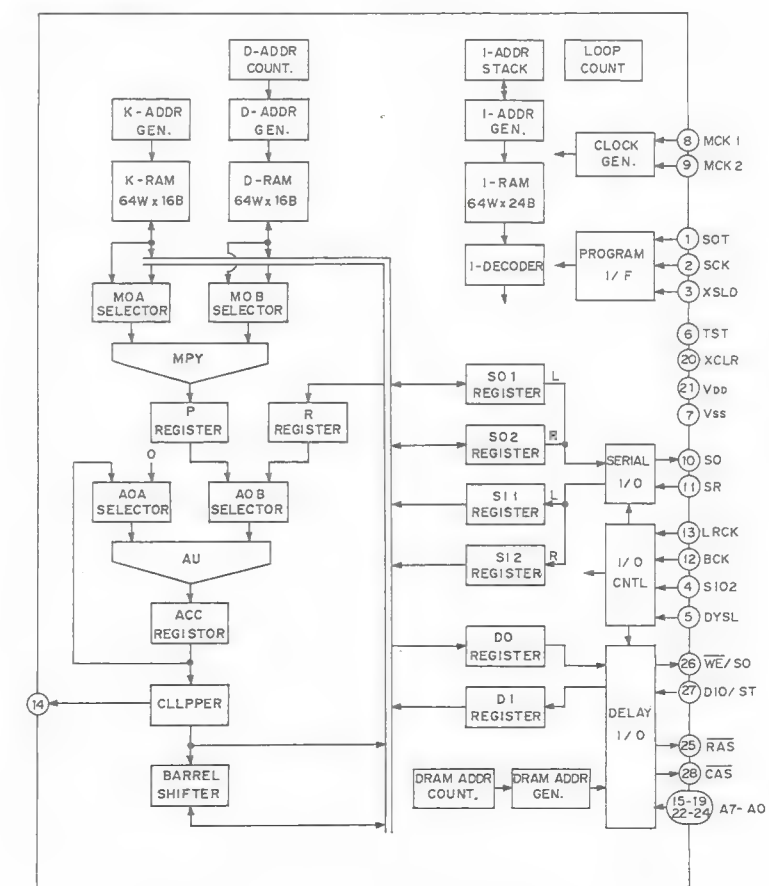 D-ADDR
COUNT.
I-ADDR
STACK
LOOP
COUNT
K-ADDR
GEN.
D-ADDR
GEN.
I-ADDR
GEN.
CLOCK
GEN.
8 MCK 1
9 MCK 2
K-RAM
64W x 16B
D-RAM
64W x 16B
I-RAM
64W x 24B
I-DECODER
PROGRAM
I/F
1 SOT
2 SCK
3 XSLD
MOA
SELECTOR
MOB
SELECTOR
6 TST
20 XCLR
21 VDD
7 VSS
MPY
P
REGISTER
R
REGISTER
SO1
REGISTER
L
SO2
REGISTER
R
O
AOA
SELECTOR
AOB
SELECTOR
SI1
REGISTER
L
SERIAL
I/O
10 SO
11 SR
AU
SI2
REGISTER
R
I/O
CNTL
13 LRCK
12 BCK
4 SIO2
5 DYSL
ACC
REGISTOR
DO
REGISTER
26 WE/SO
27 DIO/ST
14
CLLPPER
DI
REGISTER
DELAY
I/O
25 RAS
28 CAS
BARREL
SHIFTER
DRAM ADDR
COUNT.
DRAM ADDR
GEN.
15-19
22-24
A7-A0